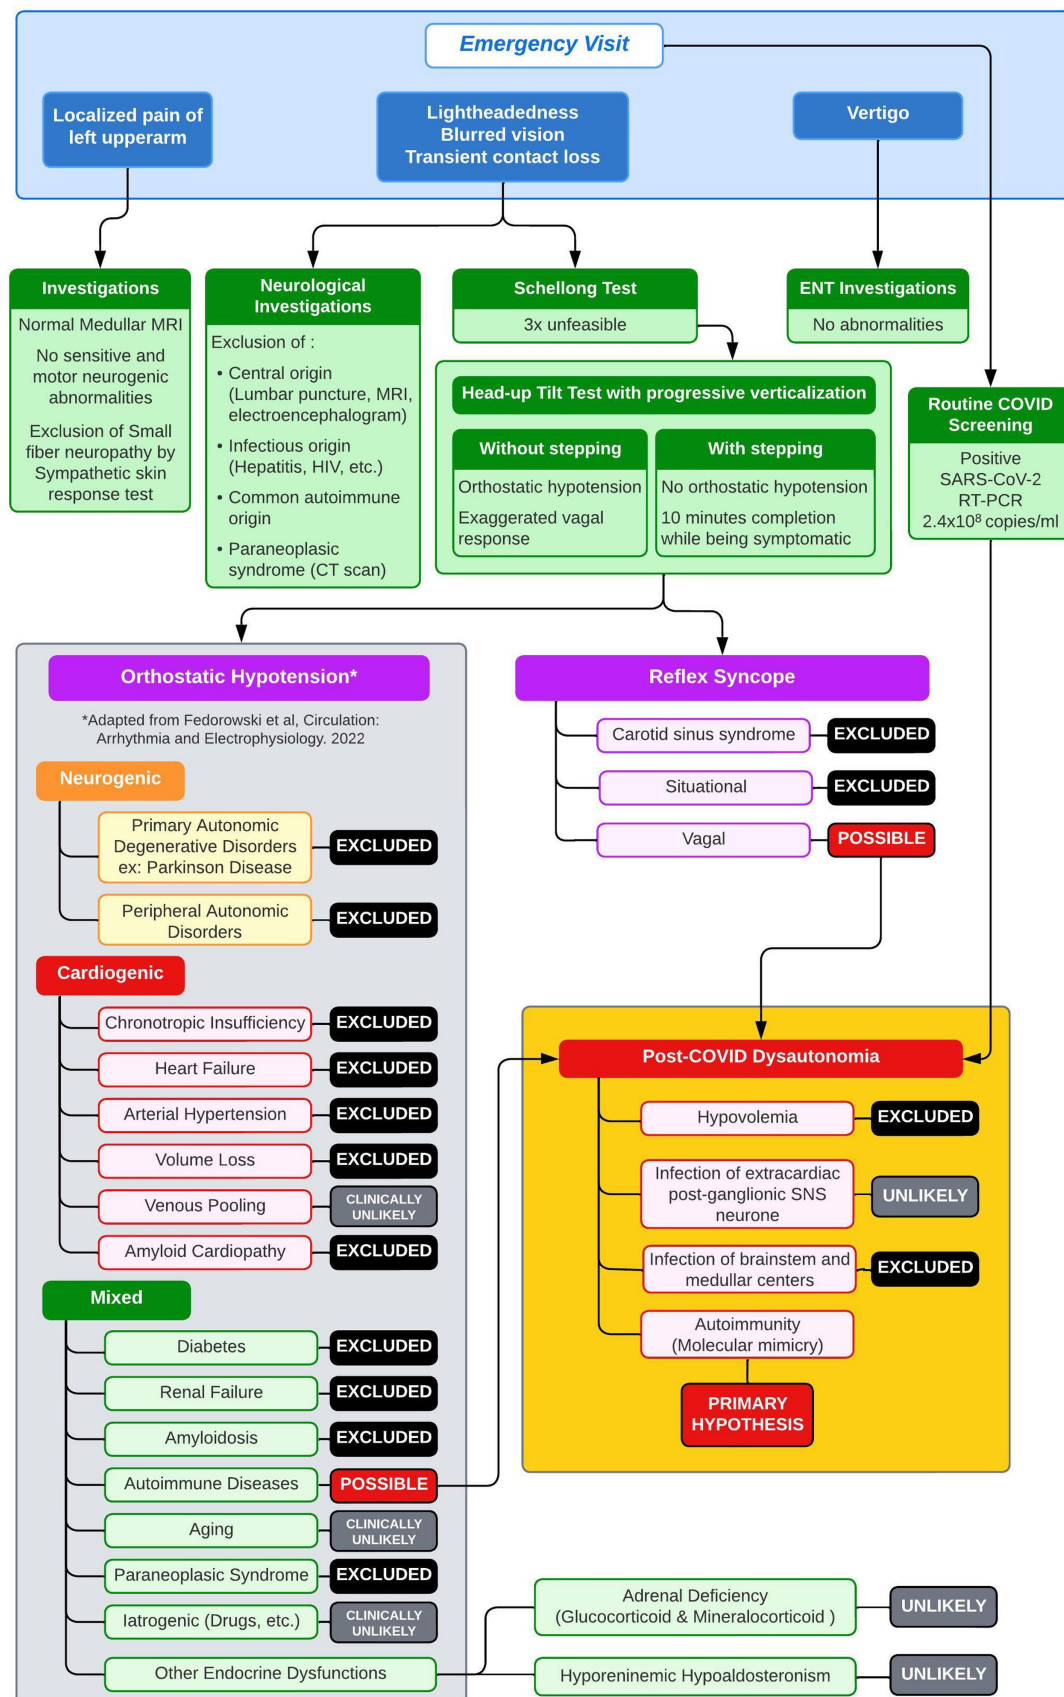 Emergency Visit
Localized pain of
left upperarm
Lightheadedness
Blurred vision
Transient contact loss
Vertigo
Investigations
Normal Medullar MRI
No sensitive and
motor neurogenic
abnormalities
Exclusion of Small
fiber neuropathy by
Sympathetic skin
response test
Neurological
Investigations
Exclusion of :
• Central origin
(Lumbar puncture, MRI,
electroencephalogram)
• Infectious origin
(Hepatitis, HIV, etc.)
• Common autoimmune
origin
• Paraneoplasic
syndrome (CT scan)
Schellong Test
3x unfeasible
ENT Investigations
No abnormalities
Head-up Tilt Test with progressive verticalization
Without stepping
Orthostatic hypotension
Exaggerated vagal
response
With stepping
No orthostatic hypotension
10 minutes completion
while being symptomatic
Routine COVID
Screening
Positive
SARS-CoV-2
RT-PCR
2.4x10⁸ copies/ml
Orthostatic Hypotension*
*Adapted from Fedorowski et al, Circulation:
Arrhythmia and Electrophysiology. 2022
Neurogenic
Primary Autonomic
Degenerative Disorders
ex: Parkinson Disease
EXCLUDED
Peripheral Autonomic
Disorders
EXCLUDED
Cardiogenic
Chronotropic Insufficiency
EXCLUDED
Heart Failure
EXCLUDED
Arterial Hypertension
EXCLUDED
Volume Loss
EXCLUDED
Venous Pooling
CLINICALLY
UNLIKELY
Amyloid Cardiopathy
EXCLUDED
Mixed
Diabetes
EXCLUDED
Renal Failure
EXCLUDED
Amyloidosis
EXCLUDED
Autoimmune Diseases
POSSIBLE
Aging
CLINICALLY
UNLIKELY
Paraneoplasic Syndrome
EXCLUDED
Iatrogenic (Drugs, etc.)
CLINICALLY
UNLIKELY
Other Endocrine Dysfunctions
Adrenal Deficiency
(Glucocorticoid & Mineralocorticoid )
UNLIKELY
Hyporeninemic Hypoaldosteronism
UNLIKELY
Reflex Syncope
Carotid sinus syndrome
EXCLUDED
Situational
EXCLUDED
Vagal
POSSIBLE
Post-COVID Dysautonomia
Hypovolemia
EXCLUDED
Infection of extracardiac
post-ganglionic SNS
neurone
UNLIKELY
Infection of brainstem and
medullar centers
EXCLUDED
Autoimmunity
(Molecular mimicry)
PRIMARY
HYPOTHESIS